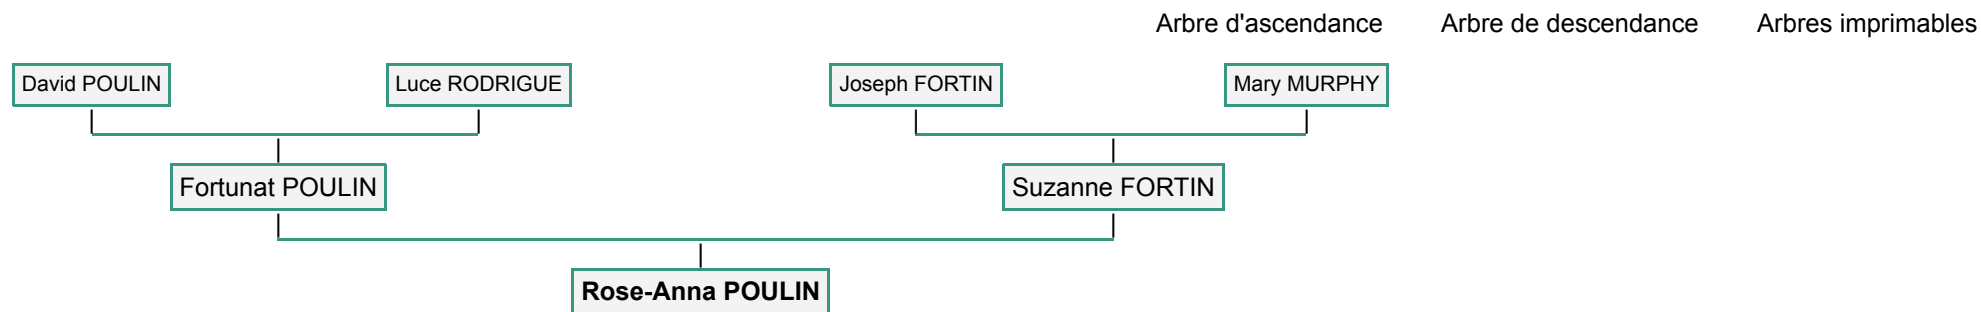 Arbre d'ascendance Arbre de descendance Arbres imprimables
David POULIN Luce RODRIGUE Joseph FORTIN Mary MURPHY
Fortunat POULIN Suzanne FORTIN
Rose-Anna POULIN